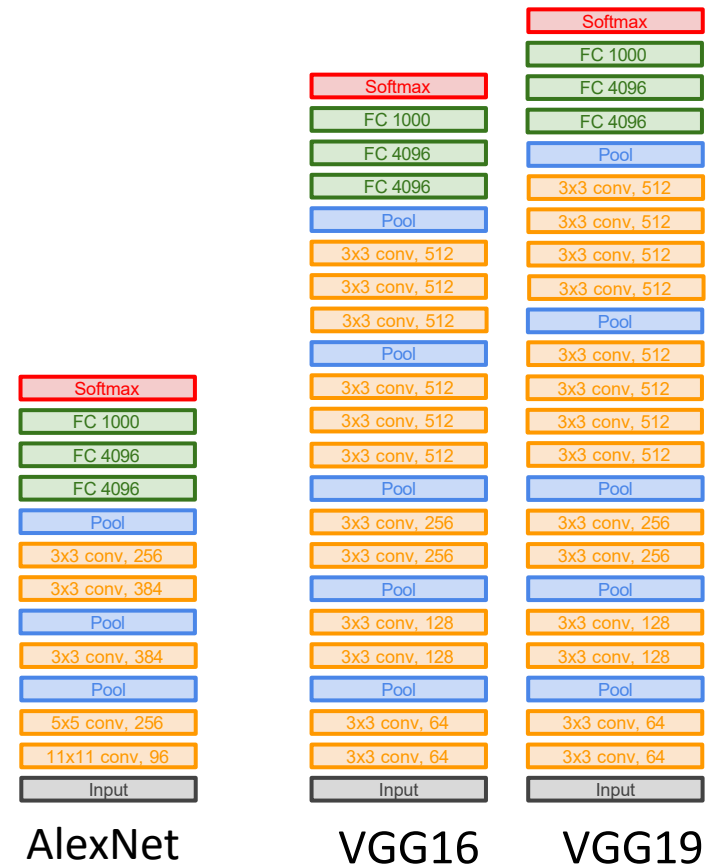 Softmax
FC 1000
FC 4096
FC 4096
Pool
3x3 conv, 256
3x3 conv, 384
Pool
3x3 conv, 384
Pool
5x5 conv, 256
11x11 conv, 96
Input
AlexNet
Softmax
FC 1000
FC 4096
FC 4096
Pool
3x3 conv, 512
3x3 conv, 512
3x3 conv, 512
Pool
3x3 conv, 512
3x3 conv, 512
3x3 conv, 512
Pool
3x3 conv, 256
3x3 conv, 256
Pool
3x3 conv, 128
3x3 conv, 128
Pool
3x3 conv, 64
3x3 conv, 64
Input
VGG16
Softmax
FC 1000
FC 4096
FC 4096
Pool
3x3 conv, 512
3x3 conv, 512
3x3 conv, 512
3x3 conv, 512
Pool
3x3 conv, 512
3x3 conv, 512
3x3 conv, 512
3x3 conv, 512
Pool
3x3 conv, 256
3x3 conv, 256
Pool
3x3 conv, 128
3x3 conv, 128
Pool
3x3 conv, 64
3x3 conv, 64
Input
VGG19